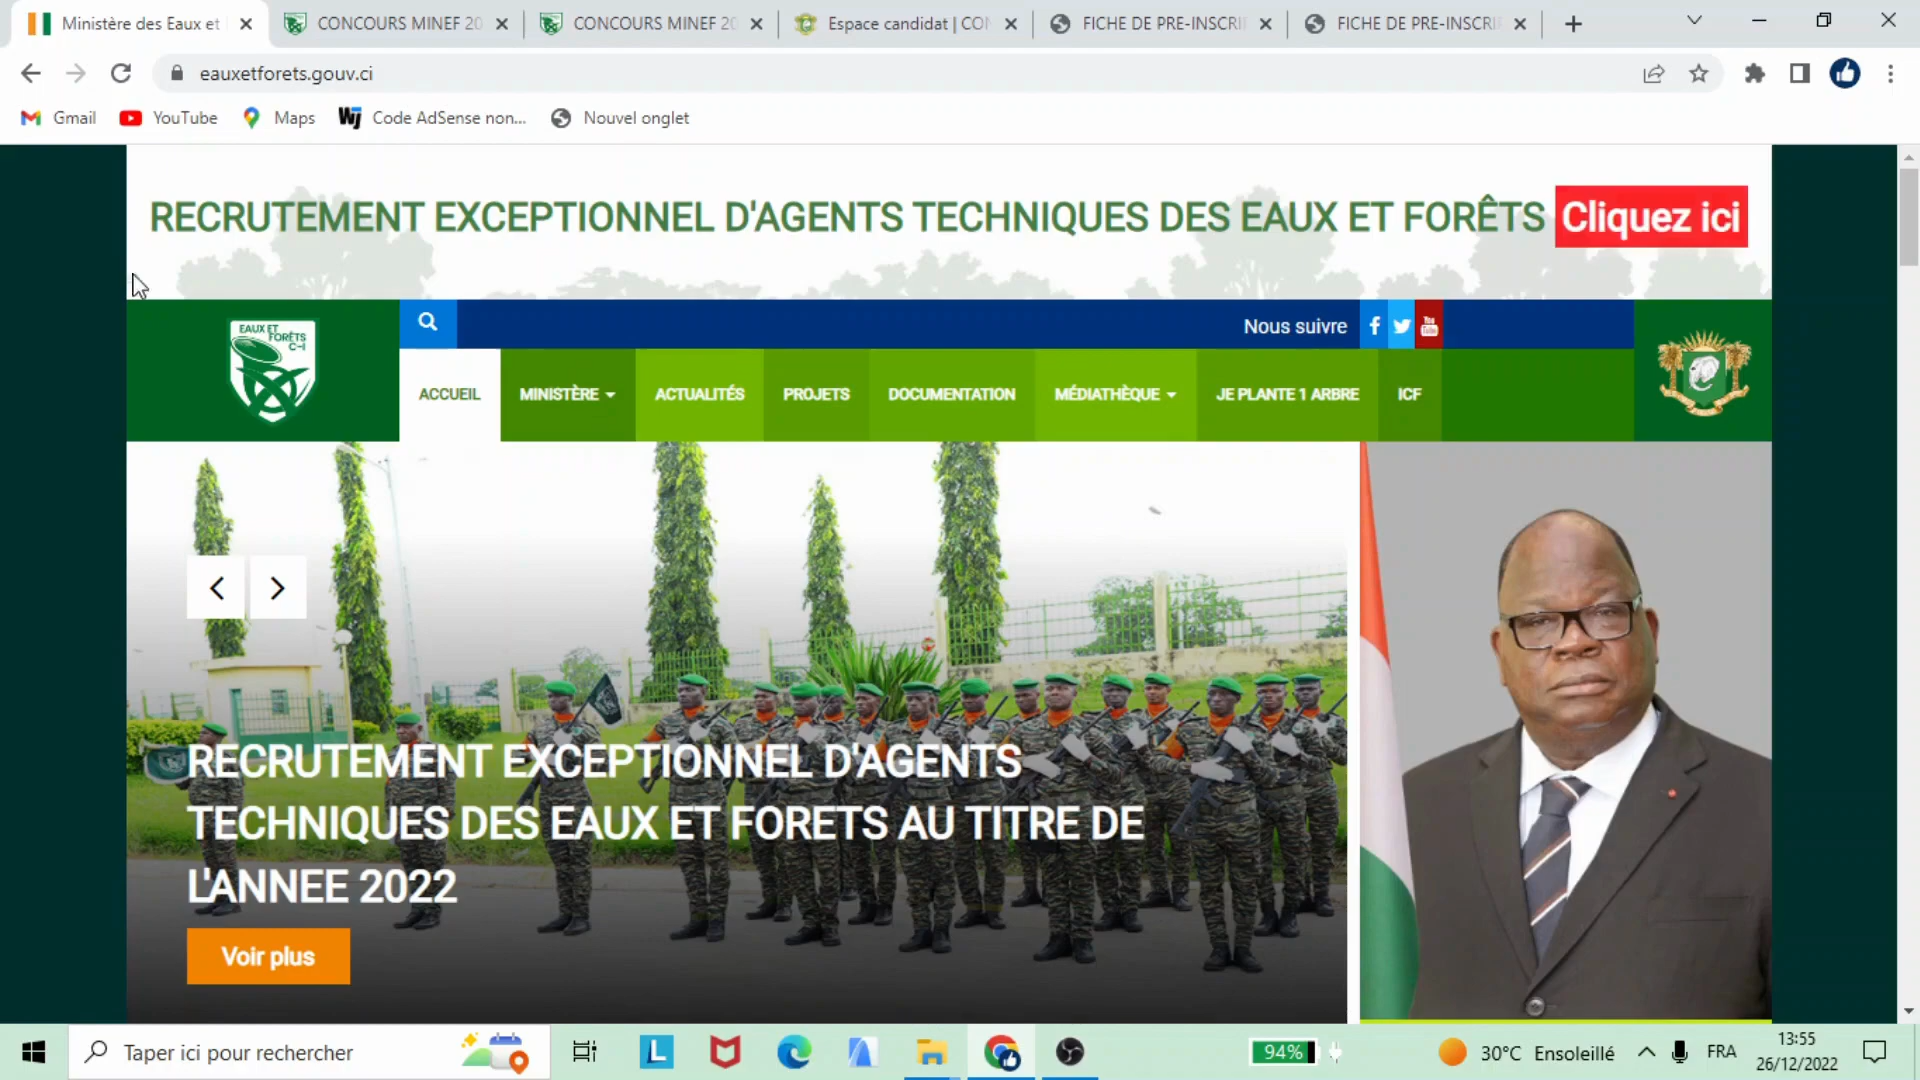 Ministère des Eaux et
CONCOURS MINEF 20
CONCOURS MINEF 20
Espace candidat | CON
FICHE DE PRE-INSCRI
FICHE DE PRE-INSCRI
eauxetforets.gouv.ci
Gmail
YouTube
Maps
Code AdSense non...
Nouvel onglet
RECRUTEMENT EXCEPTIONNEL D'AGENTS TECHNIQUES DES EAUX ET FORÊTS Cliquez ici
EAUX ET
FORÊTS
C-I
Nous suivre
You
ACCUEIL
MINISTÈRE
ACTUALITÉS
PROJETS
DOCUMENTATION
MÉDIATHÈQUE
JE PLANTE 1 ARBRE
ICF
RECRUTEMENT EXCEPTIONNEL D'AGENTS
TECHNIQUES DES EAUX ET FORETS AU TITRE DE
L'ANNEE 2022
Voir plus
Taper ici pour rechercher
94%
30°C Ensoleillé
FRA
13:55
26/12/2022